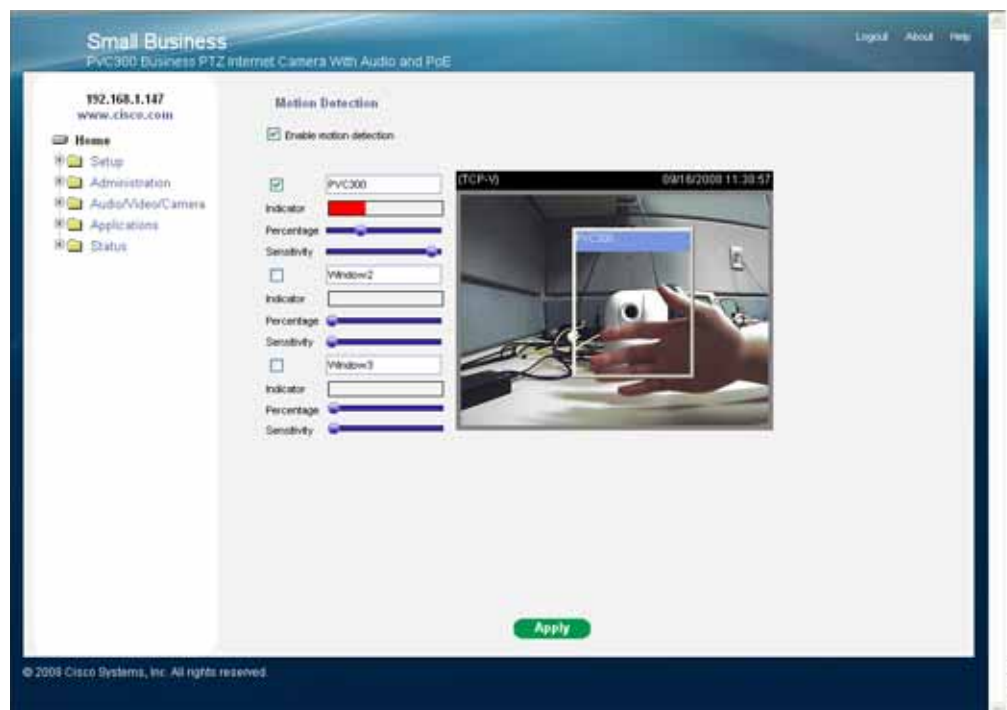 Small Business
PVC300 Business PTZ Internet Camera With Audio and PoE
Logout About Help
192.168.1.147
www.cisco.com
Home
Setup
Administration
Audio/Video/Camera
Applications
Status
Motion Detection
Enable motion detection
PVC300
Indicator
Percentage
Sensitivity
Window2
Indicator
Percentage
Sensitivity
Window3
Indicator
Percentage
Sensitivity
(TCP-V) 09/16/2008 11:38:57
PVC300
Apply
© 2008 Cisco Systems, Inc. All rights reserved.